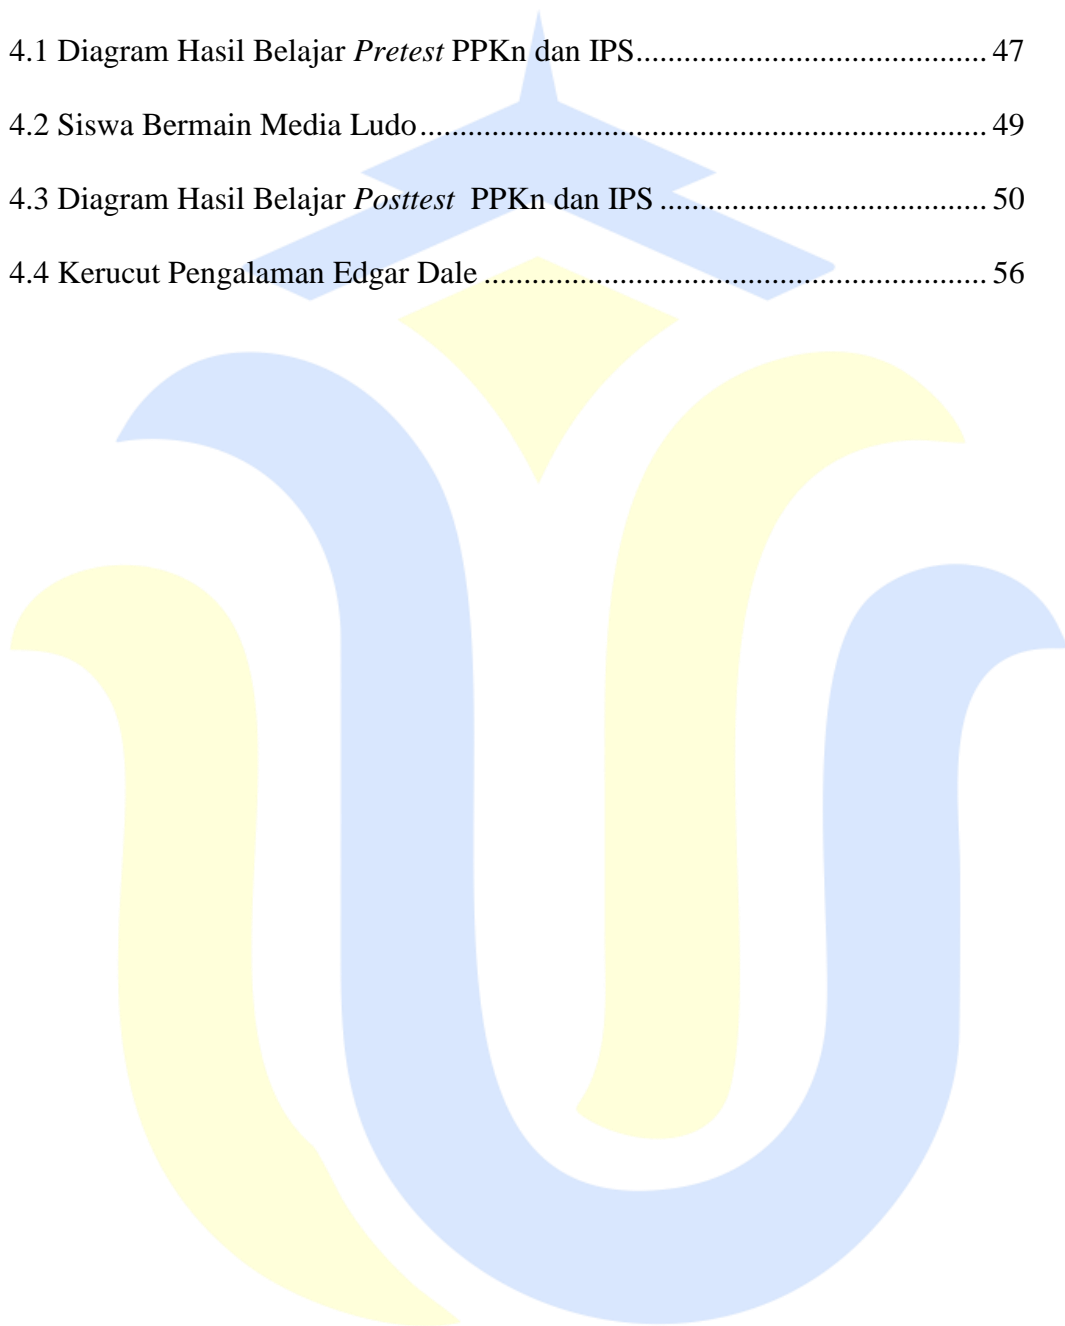 4.1 Diagram Hasil Belajar Pretest PPKn dan IPS............................................ 47
4.2 Siswa Bermain Media Ludo....................................................................... 49
4.3 Diagram Hasil Belajar Posttest  PPKn dan IPS ......................................... 50
4.4 Kerucut Pengalaman Edgar Dale ............................................................... 56